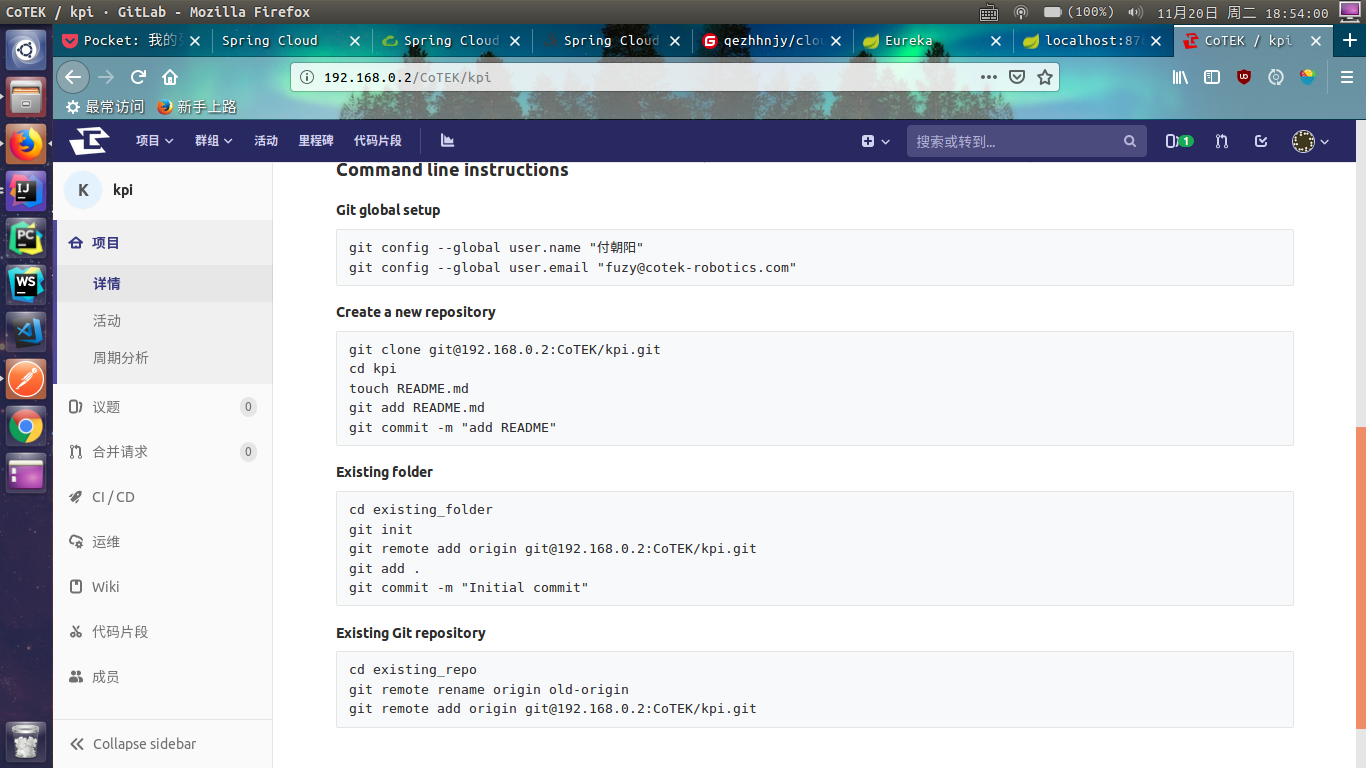 CoTEK / kpi · GitLab - Mozilla Firefox
(100%)
11月20日 周二 18:54:00
Pocket: 我的
Spring Cloud
Spring Cloud
Spring Cloud
qezhhnjy/clou
Eureka
localhost:876
CoTEK / kpi
192.168.0.2/CoTEK/kpi
最常访问
新手上路
项目
群组
活动
里程碑
代码片段
搜索或转到...
1
K
kpi
项目
详情
活动
周期分析
议题
0
合并请求
0
CI / CD
运维
Wiki
代码片段
成员
Collapse sidebar
Command line instructions
Git global setup
git config --global user.name "付朝阳"
git config --global user.email "fuzy@cotek-robotics.com"
Create a new repository
git clone git@192.168.0.2:CoTEK/kpi.git
cd kpi
touch README.md
git add README.md
git commit -m "add README"
Existing folder
cd existing_folder
git init
git remote add origin git@192.168.0.2:CoTEK/kpi.git
git add .
git commit -m "Initial commit"
Existing Git repository
cd existing_repo
git remote rename origin old-origin
git remote add origin git@192.168.0.2:CoTEK/kpi.git